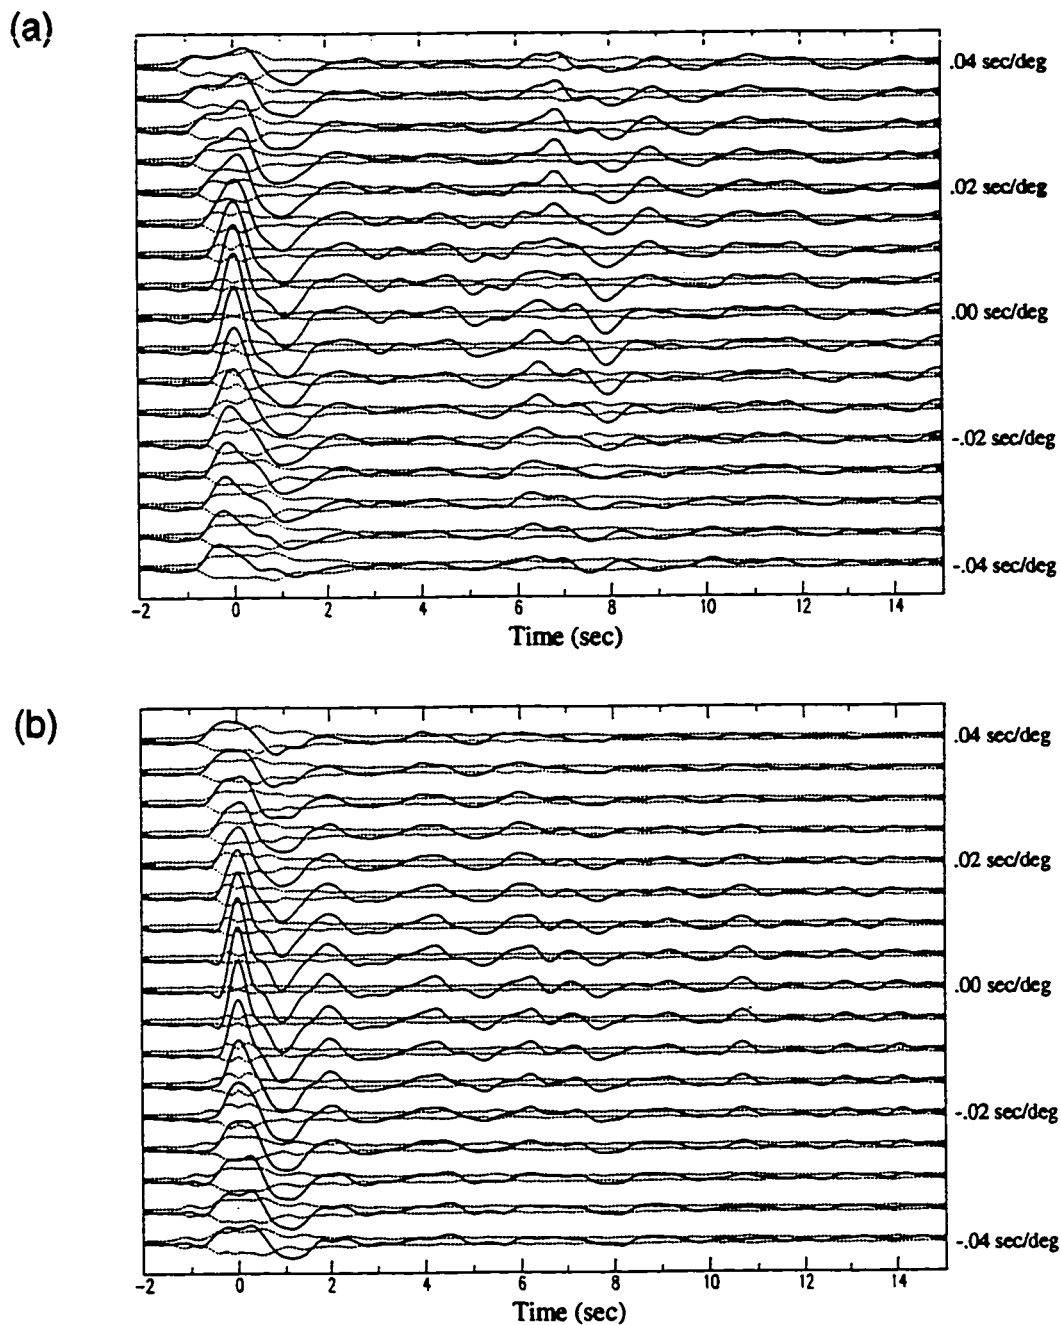 (a)
.04 sec/deg
.02 sec/deg
.00 sec/deg
-.02 sec/deg
-.04 sec/deg
-2 0 2 4 6 8 10 12 14
Time (sec)
(b)
.04 sec/deg
.02 sec/deg
.00 sec/deg
-.02 sec/deg
-.04 sec/deg
-2 0 2 4 6 8 10 12 14
Time (sec)